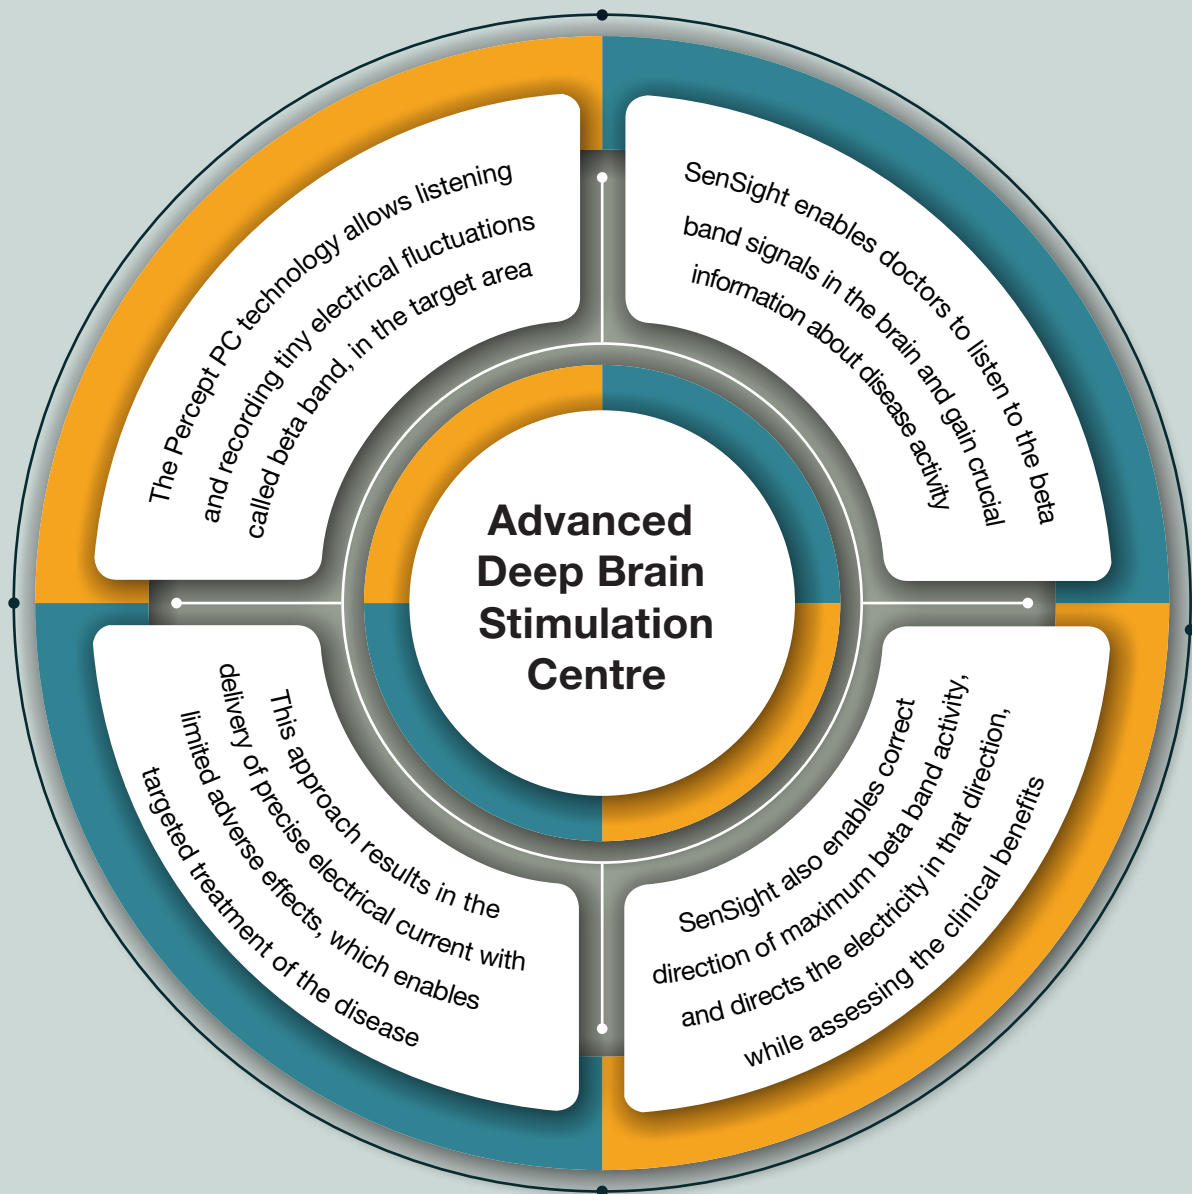 The Percept PC technology allows listening
and recording tiny electrical fluctuations
called beta band, in the target area
SenSight enables doctors to listen to the beta
band signals in the brain and gain crucial
information about disease activity
Advanced
Deep Brain
Stimulation
Centre
This approach results in the
delivery of precise electrical current with
limited adverse effects, which enables
targeted treatment of the disease
SenSight also enables correct
direction of maximum beta band activity,
and directs the electricity in that direction,
while assessing the clinical benefits